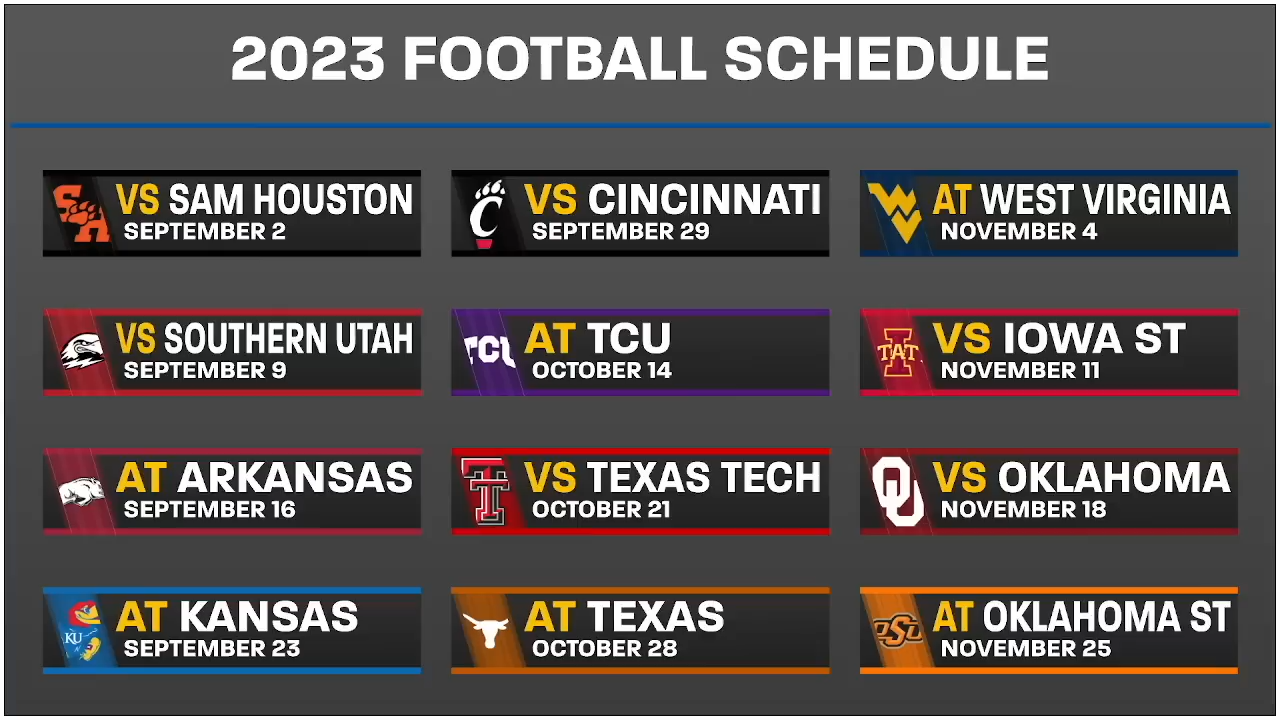 2023 FOOTBALL SCHEDULE
VS SAM HOUSTON
SEPTEMBER 2
VS SOUTHERN UTAH
SEPTEMBER 9
AT ARKANSAS
SEPTEMBER 16
KU
AT KANSAS
SEPTEMBER 23
VS CINCINNATI
SEPTEMBER 29
TCU
AT TCU
OCTOBER 14
VS TEXAS TECH
OCTOBER 21
AT TEXAS
OCTOBER 28
AT WEST VIRGINIA
NOVEMBER 4
VS IOWA ST
NOVEMBER 11
VS OKLAHOMA
NOVEMBER 18
OSU
AT OKLAHOMA ST
NOVEMBER 25